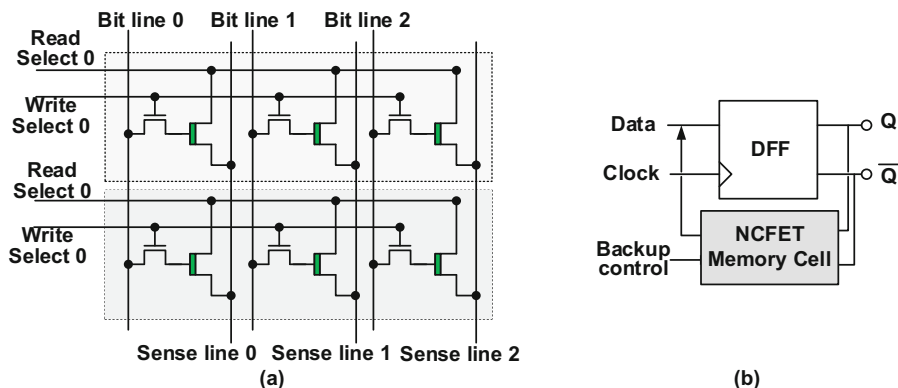 Bit line 0 Bit line 1 Bit line 2
Read
Select 0
Write
Select 0
Read
Select 0
Write
Select 0
Sense line 0 Sense line 1 Sense line 2
(a)
Data
Clock
Backup
control
DFF
Q
Q̅
NCFET
Memory Cell
(b)